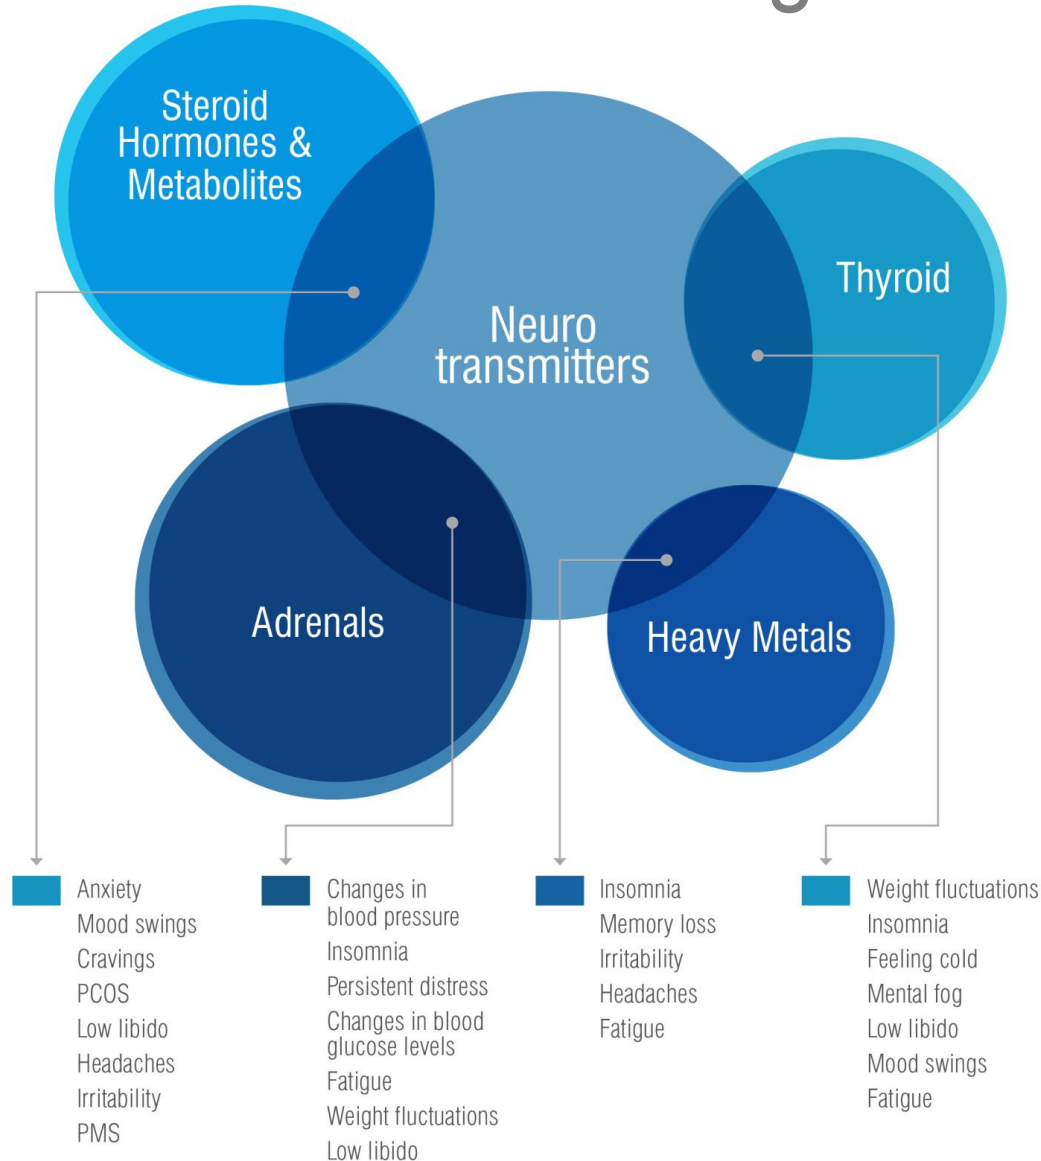 Steroid
Hormones &
Metabolites
Neuro
transmitters
Thyroid
Adrenals
Heavy Metals
Anxiety
Mood swings
Cravings
PCOS
Low libido
Headaches
Irritability
PMS
Changes in
blood pressure
Insomnia
Persistent distress
Changes in blood
glucose levels
Fatigue
Weight fluctuations
Low libido
Insomnia
Memory loss
Irritability
Headaches
Fatigue
Weight fluctuations
Insomnia
Feeling cold
Mental fog
Low libido
Mood swings
Fatigue